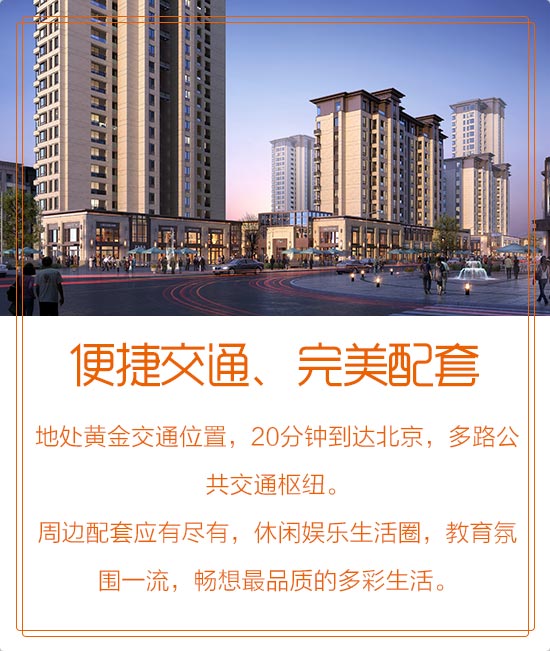 便捷交通、完美配套
地处黄金交通位置，20分钟到达北京，多路公
共交通枢纽。
周边配套应有尽有，休闲娱乐生活圈，教育氛
围一流，畅想最品质的多彩生活。